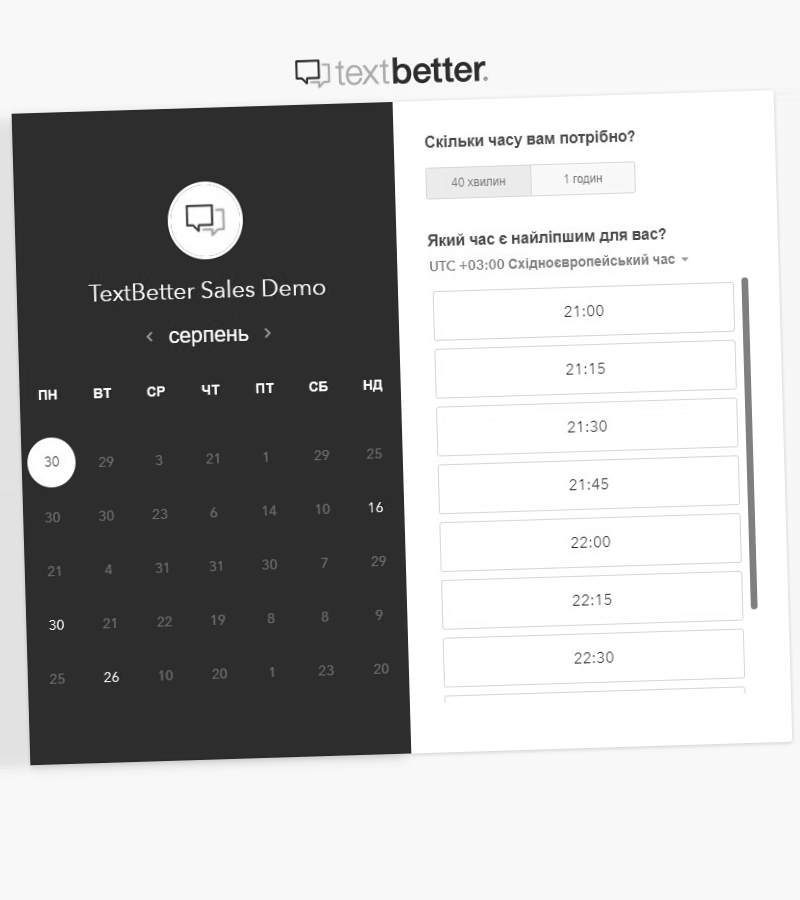 textbetter.
TextBetter Sales Demo
серпень
ПН ВТ СР ЧТ ПТ СБ НД
30 29 3 21 1 29 25
30 30 23 6 14 10 16
21 4 31 31 30 7 29
30 21 22 19 8 8 9
25 26 10 20 1 23 20
Скільки часу вам потрібно?
40 хвилин 1 годин
Який час є найліпшим для вас?
UTC +03:00 Східноєвропейський час
21:00
21:15
21:30
21:45
22:00
22:15
22:30